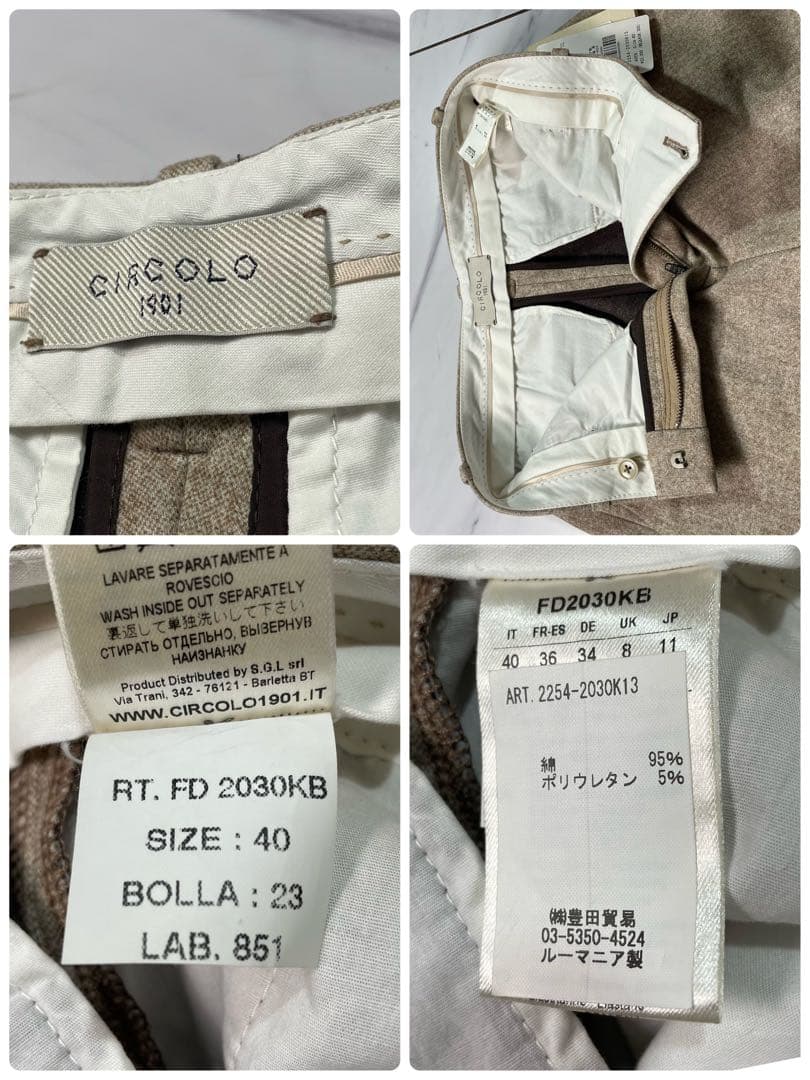 CIRCOLO
1901
CIRCOLO
1901
LAVARE SEPARATAMENTE A
ROVESCIO
WASH INSIDE OUT SEPARATELY
裏返して単独洗いして下さい
СТИРАТЬ ОТДЕЛЬНО, ВЫВЕРНУВ
НАИЗНАНКУ
Product Distributed by S.G.L srl
Via Trani, 342 - 76121 - Barletta BT
WWW.CIRCOLO1901.IT
RT. FD 2030KB
SIZE : 40
BOLLA : 23
LAB. 851
FD2030KB
IT FR-ES DE UK JP
40 36 34 8 11
ART. 2254-2030K13
綿 95%
ポリウレタン 5%
㈱豊田貿易
03-5350-4524
ルーマニア製